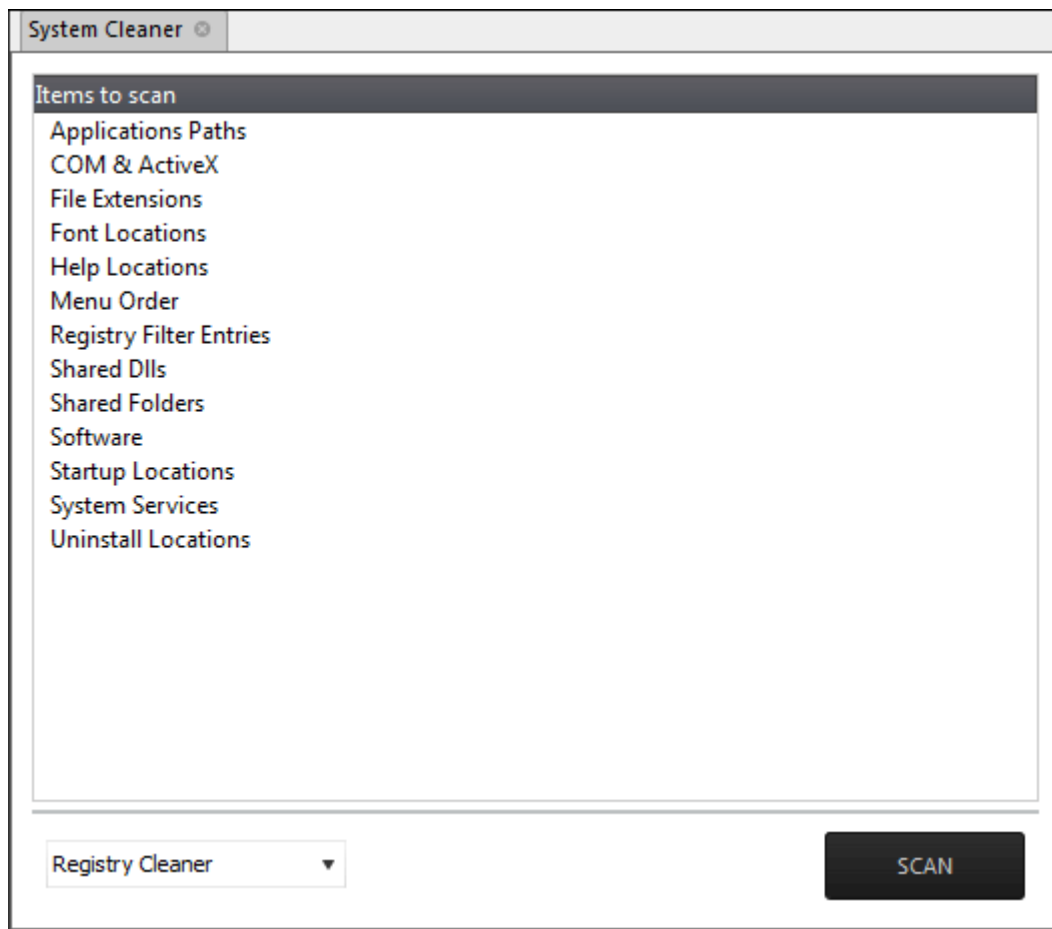 System Cleaner
Items to scan
Applications Paths
COM & ActiveX
File Extensions
Font Locations
Help Locations
Menu Order
Registry Filter Entries
Shared Dlls
Shared Folders
Software
Startup Locations
System Services
Uninstall Locations
Registry Cleaner
SCAN